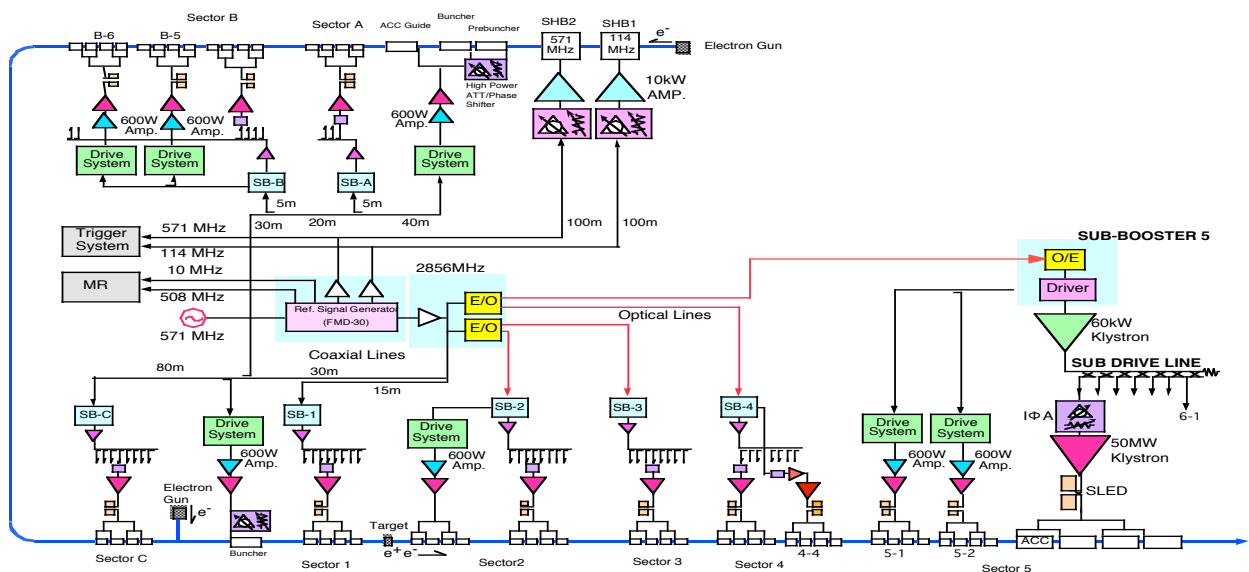 Sector B
Sector A
ACC Guide
Buncher
Prebuncher
SHB2
SHB1
B-6
B-5
571
MHz
114
MHz
e-
Electron Gun
High Power
ATT/Phase
Shifter
10kW
AMP.
600W
Amp.
600W
Amp.
600W
Amp.
Drive
System
Drive
System
Drive
System
SB-B
SB-A
5m
5m
30m
20m
40m
100m
100m
Trigger
System
571 MHz
114 MHz
10 MHz
MR
508 MHz
571 MHz
Ref. Signal Generator
(FMD-30)
2856MHz
E/O
E/O
Optical Lines
Coaxial Lines
SUB-BOOSTER 5
O/E
Driver
60kW
Klystron
SUB DRIVE LINE
80m
30m
15m
SB-C
Drive
System
SB-1
Drive
System
SB-2
SB-3
SB-4
Drive
System
Drive
System
IΦA
6-1
600W
Amp.
600W
Amp.
600W
Amp.
600W
Amp.
50MW
Klystron
SLED
Electron
Gun
e-
Target
e+e-
Buncher
ACC
Sector C
Sector 1
Sector2
Sector 3
Sector 4
4-4
5-1
5-2
Sector 5